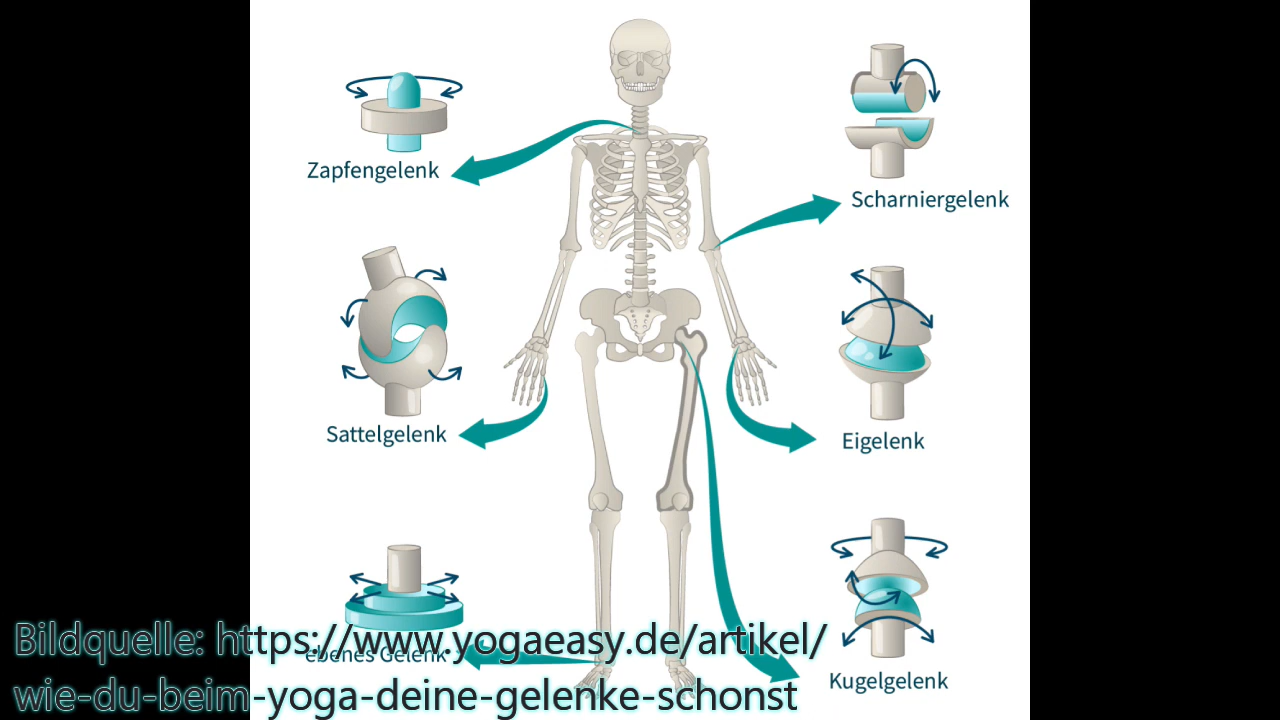 Zapfengelenk
Scharniergelenk
Sattelgelenk
Eigelenk
ebenes Gelenk
Kugelgelenk
Bildquelle: https://www.yogaeasy.de/artikel/
wie-du-beim-yoga-deine-gelenke-schonst